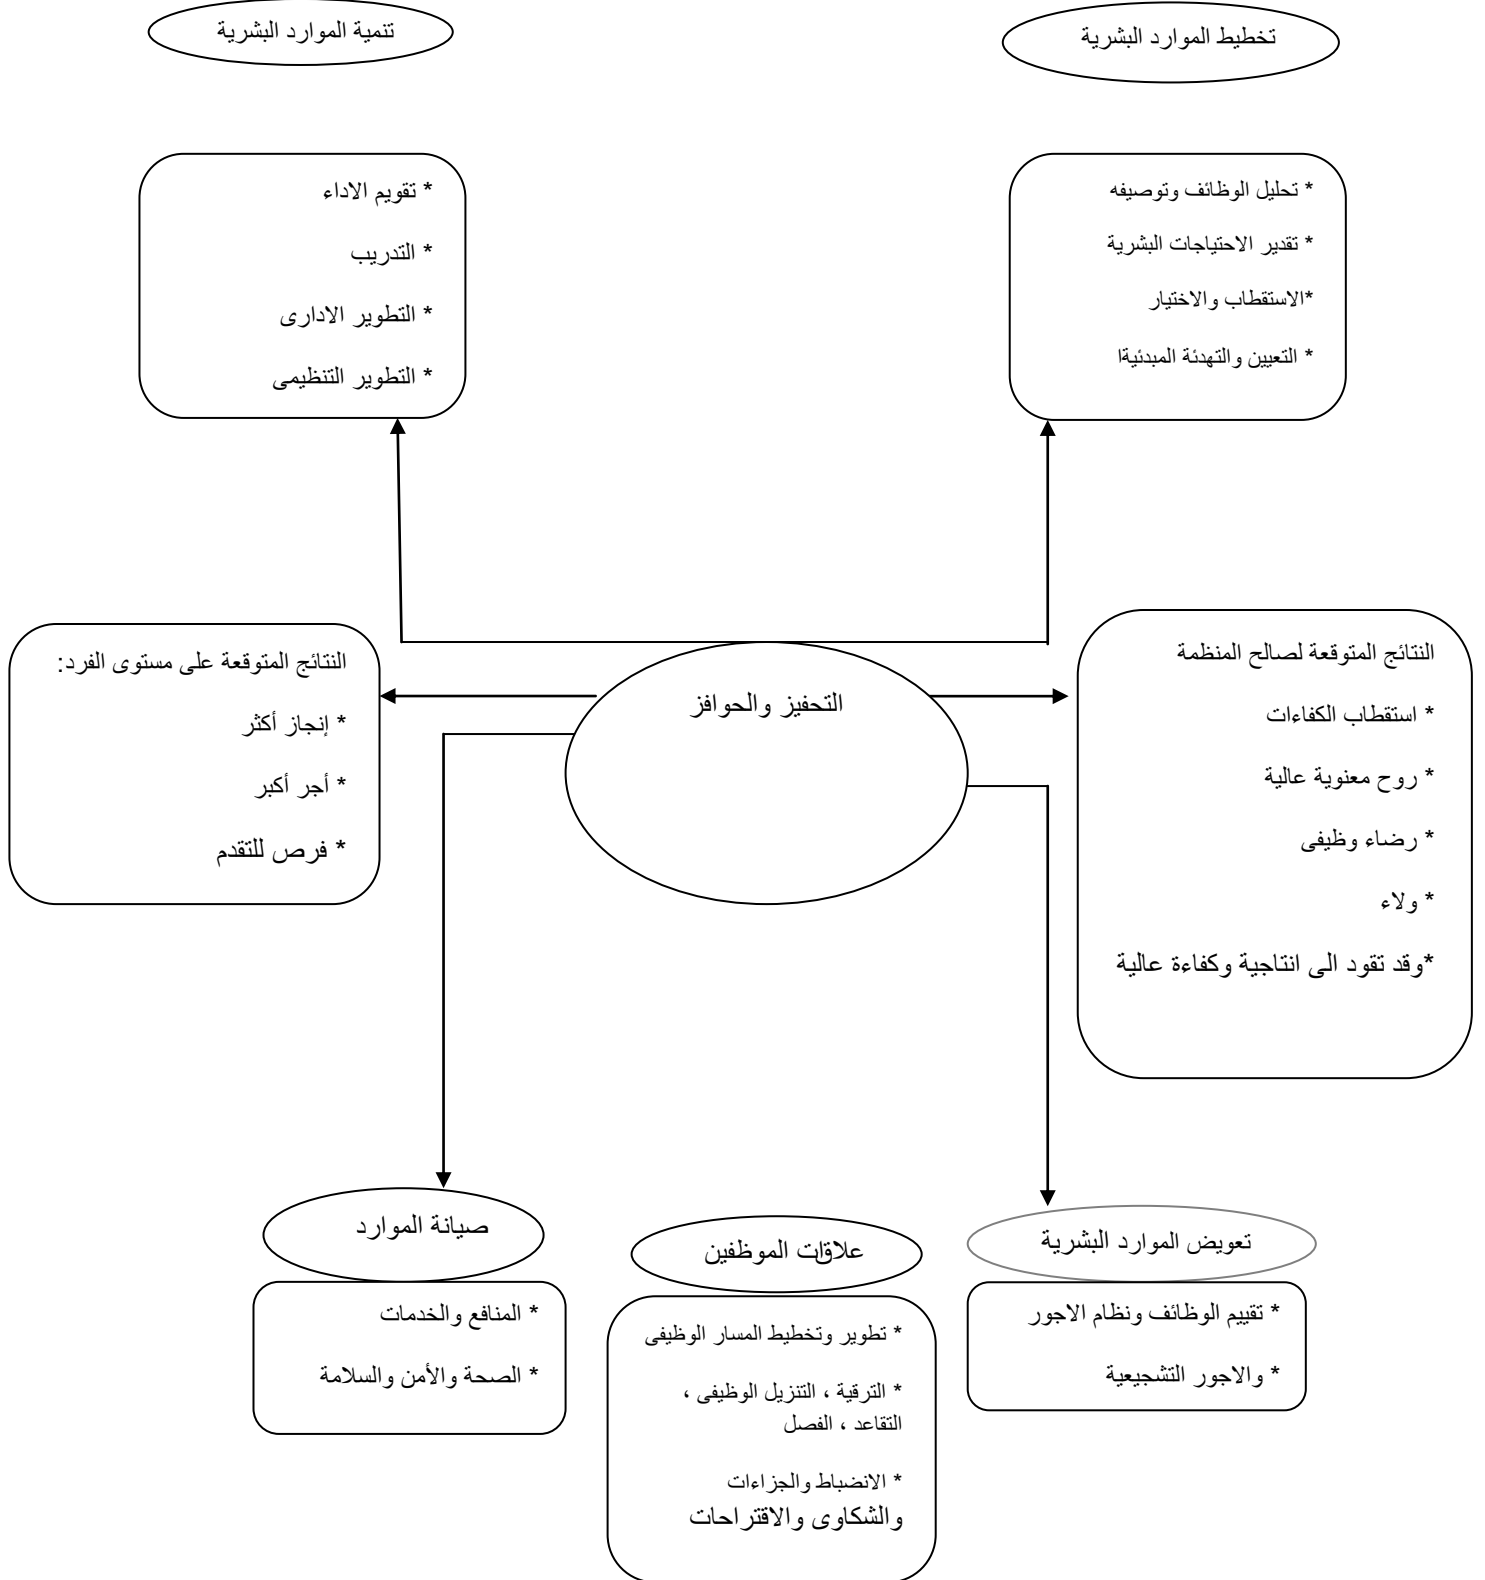 تخطيط الموارد البشرية
تنمية الموارد البشرية
* تحليل الوظائف وتوصيفه
* تقدير الاحتياجات البشرية
*الاستقطاب والاختيار
* التعيين والتهدئة المبدئيةا
* تقويم الاداء
* التدريب
* التطوير الادارى
* التطوير التنظيمى
النتائج المتوقعة لصالح المنظمة
* استقطاب الكفاءات
* روح معنوية عالية
* رضاء وظيفى
* ولاء
*وقد تقود الى انتاجية وكفاءة عالية
التحفيز والحوافز
النتائج المتوقعة على مستوى الفرد:
* إنجاز أكثر
* أجر أكبر
* فرص للتقدم
تعويض الموارد البشرية
* تقييم الوظائف ونظام الاجور
* والاجور التشجيعية
علاقات الموظفين
* تطوير وتخطيط المسار الوظيفى
* الترقية ، التنزيل الوظيفى ،
التقاعد ، الفصل
* الانضباط والجزاءات
والشكاوى والاقتراحات
صيانة الموارد
* المنافع والخدمات
* الصحة والأمن والسلامة